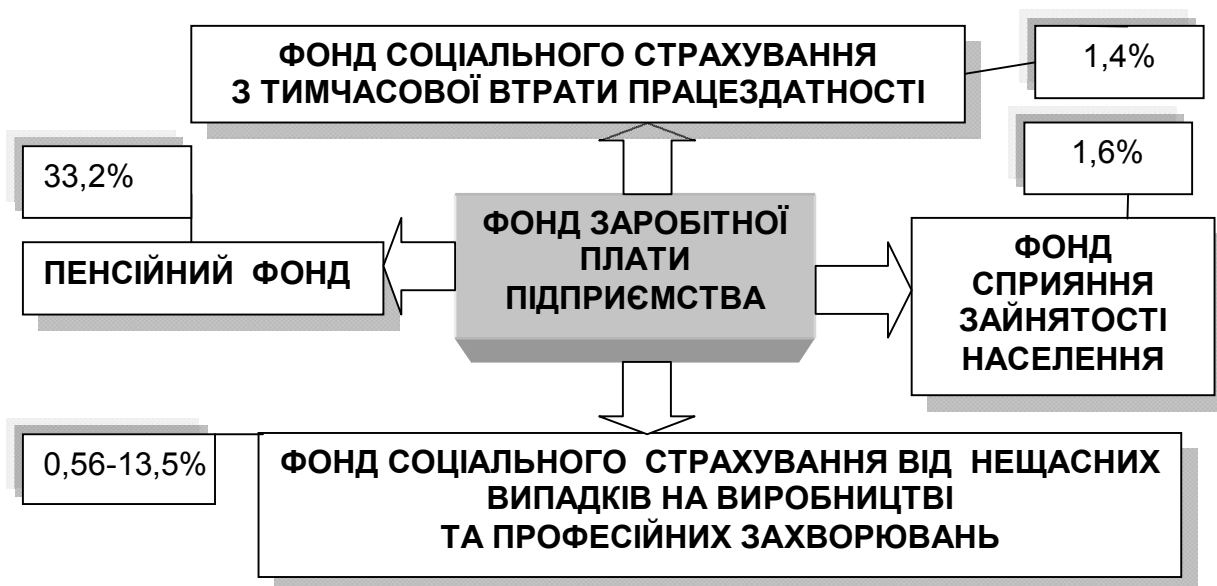 ФОНД СОЦІАЛЬНОГО СТРАХУВАННЯ
З ТИМЧАСОВОЇ ВТРАТИ ПРАЦЕЗДАТНОСТІ
1,4%
33,2%
1,6%
ПЕНСІЙНИЙ ФОНД
ФОНД ЗАРОБІТНОЇ
ПЛАТИ
ПІДПРИЄМСТВА
ФОНД
СПРИЯННЯ
ЗАЙНЯТОСТІ
НАСЕЛЕННЯ
0,56-13,5%
ФОНД СОЦІАЛЬНОГО СТРАХУВАННЯ ВІД НЕЩАСНИХ
ВИПАДКІВ НА ВИРОБНИЦТВІ
ТА ПРОФЕСІЙНИХ ЗАХВОРЮВАНЬ